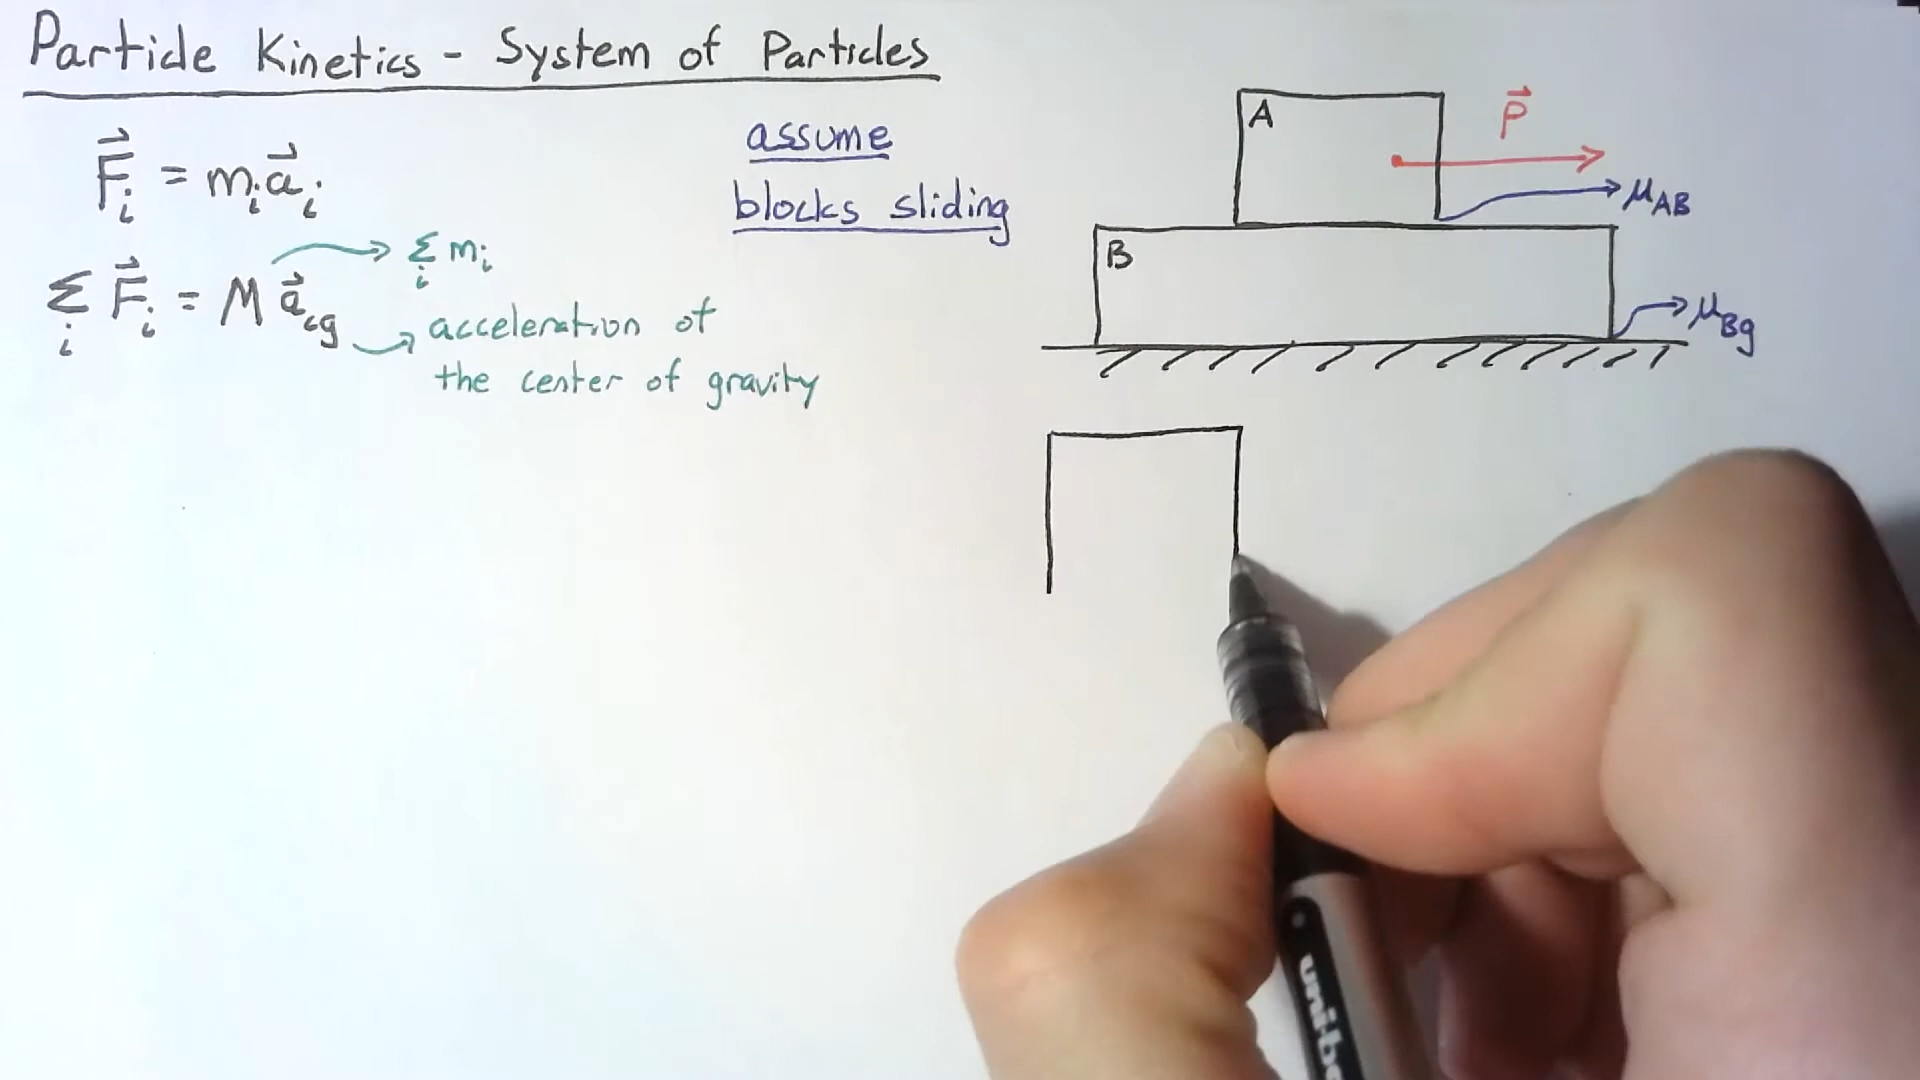 Particle Kinetics - System of Particles
F⃗ᵢ = mᵢa⃗ᵢ
Σᵢ F⃗ᵢ = M a⃗cg
Σᵢ mᵢ
acceleration of
the center of gravity
assume
blocks sliding
A
P⃗
μAB
B
μBg